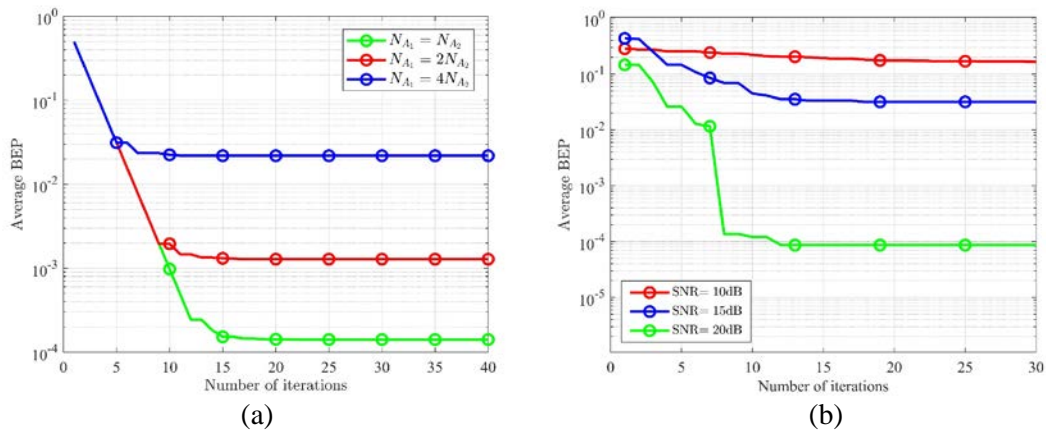 10^0
10^-1
10^-2
10^-3
10^-4
Average BEP
0 5 10 15 20 25 30 35 40
Number of iterations
N_{A_1} = N_{A_2}
N_{A_1} = 2N_{A_2}
N_{A_1} = 4N_{A_2}
(a)
10^0
10^-1
10^-2
10^-3
10^-4
10^-5
Average BEP
0 5 10 15 20 25 30
Number of iterations
SNR= 10dB
SNR= 15dB
SNR= 20dB
(b)